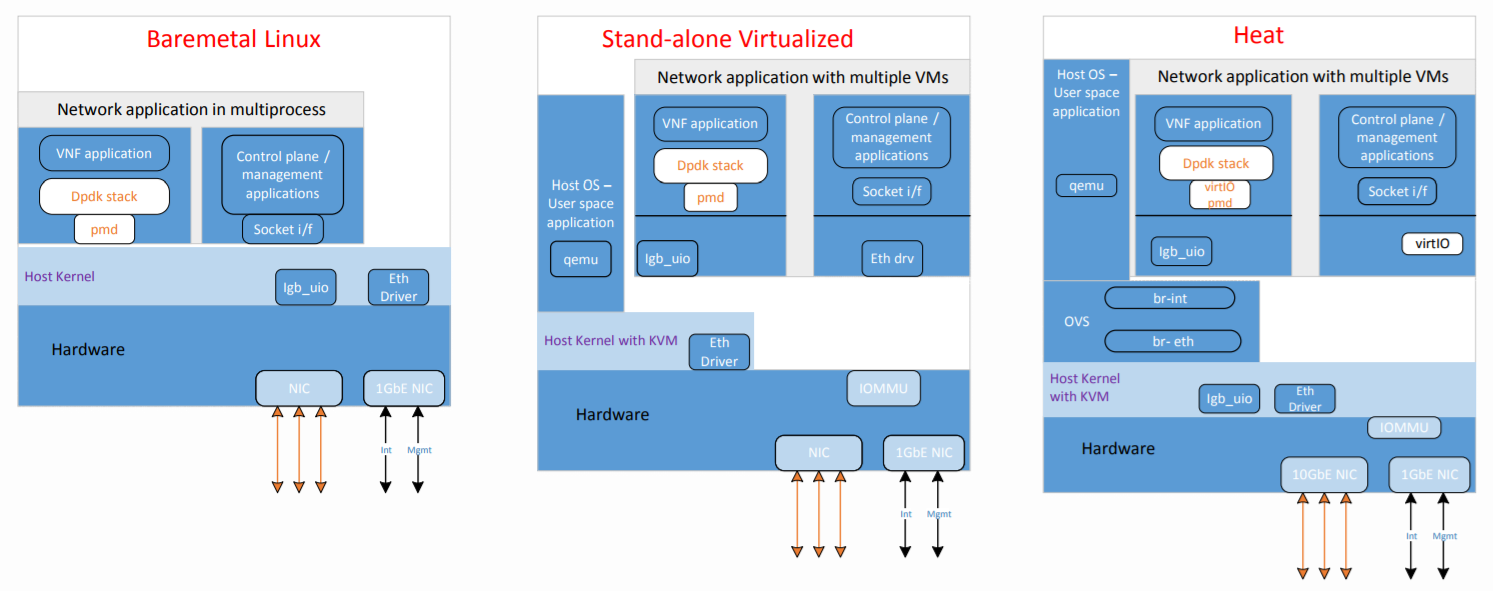 Baremetal Linux
Network application in multiprocess
VNF application
Dpdk stack
pmd
Control plane /
management
applications
Socket i/f
Host Kernel
Igb_uio
Eth
Driver
Hardware
NIC
1GbE NIC
Int
Mgmt
Stand-alone Virtualized
Network application with multiple VMs
Host OS –
User space
application
qemu
VNF application
Dpdk stack
pmd
Igb_uio
Control plane /
management
applications
Socket i/f
Eth drv
Host Kernel with KVM
Eth
Driver
IOMMU
Hardware
NIC
1GbE NIC
Int
Mgmt
Heat
Host OS –
User space
application
qemu
Network application with multiple VMs
VNF application
Dpdk stack
virtIO
pmd
Igb_uio
Control plane /
management
applications
Socket i/f
virtIO
OVS
br-int
br- eth
Host Kernel
with KVM
Igb_uio
Eth
Driver
IOMMU
Hardware
10GbE NIC
1GbE NIC
Int
Mgmt